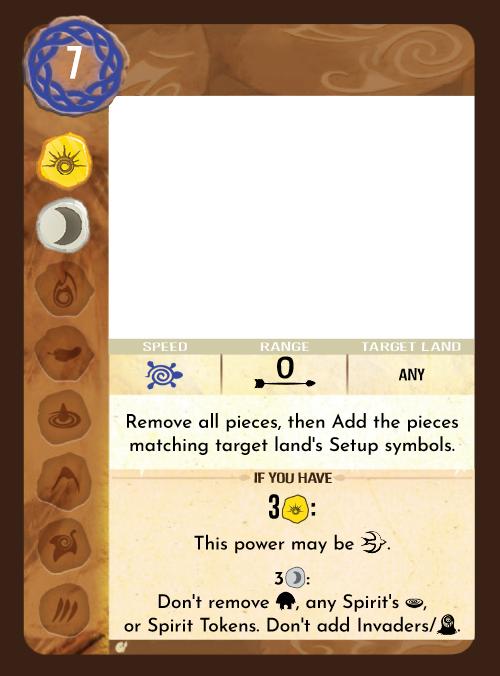 7
SPEED RANGE TARGET LAND
0 ANY
Remove all pieces, then Add the pieces
matching target land's Setup symbols.
IF YOU HAVE
3 :
This power may be .
3 :
Don't remove , any Spirit's ,
or Spirit Tokens. Don't add Invaders/ .